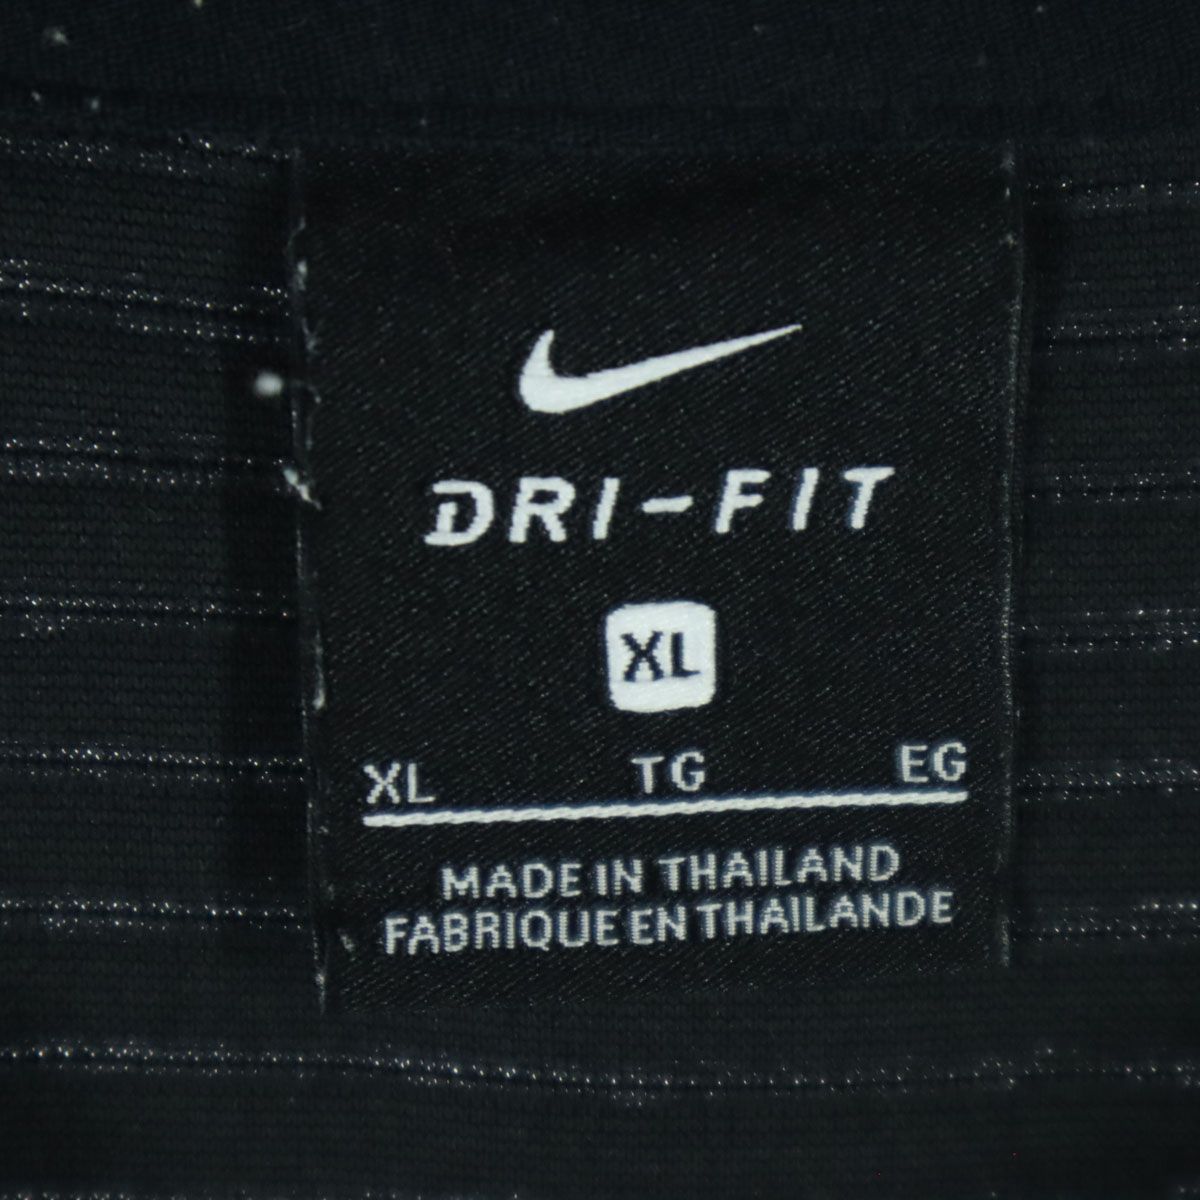 DRI-FIT
XL
XL TG EG
MADE IN THAILAND
FABRIQUE EN THAILANDE